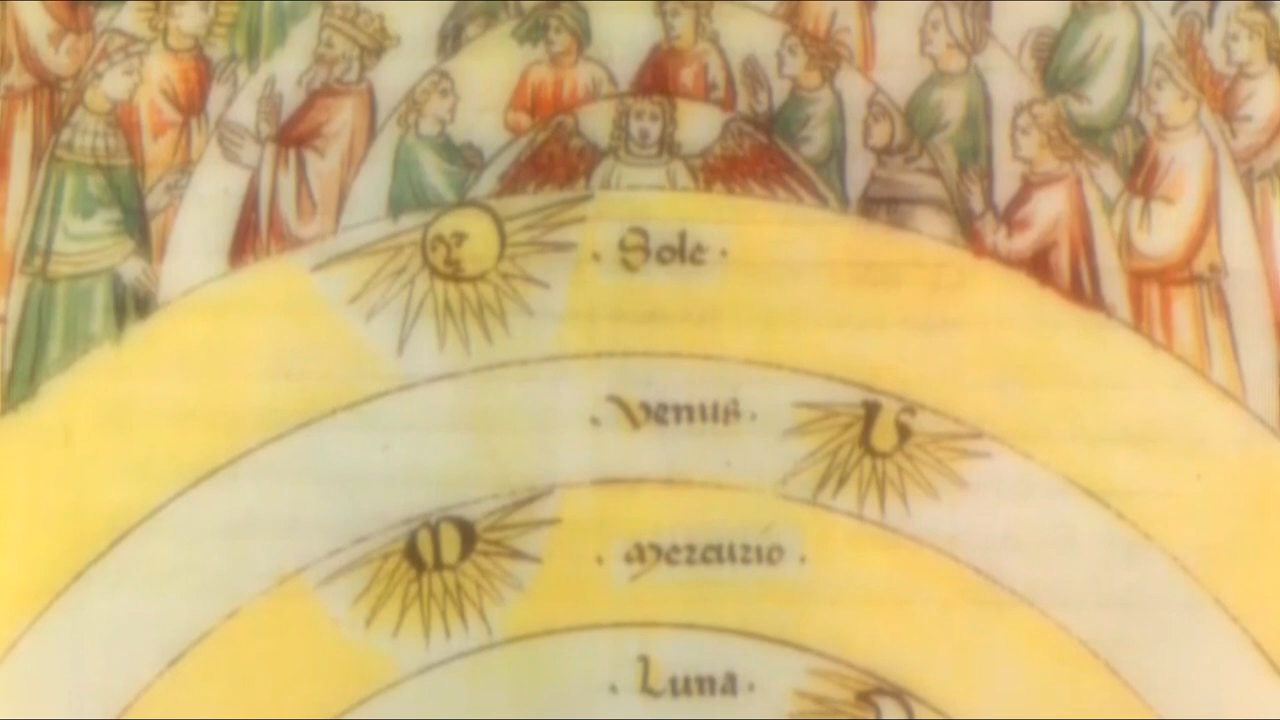 . Sole .
. Venus .
V
. Mercurio .
M
. Luna .